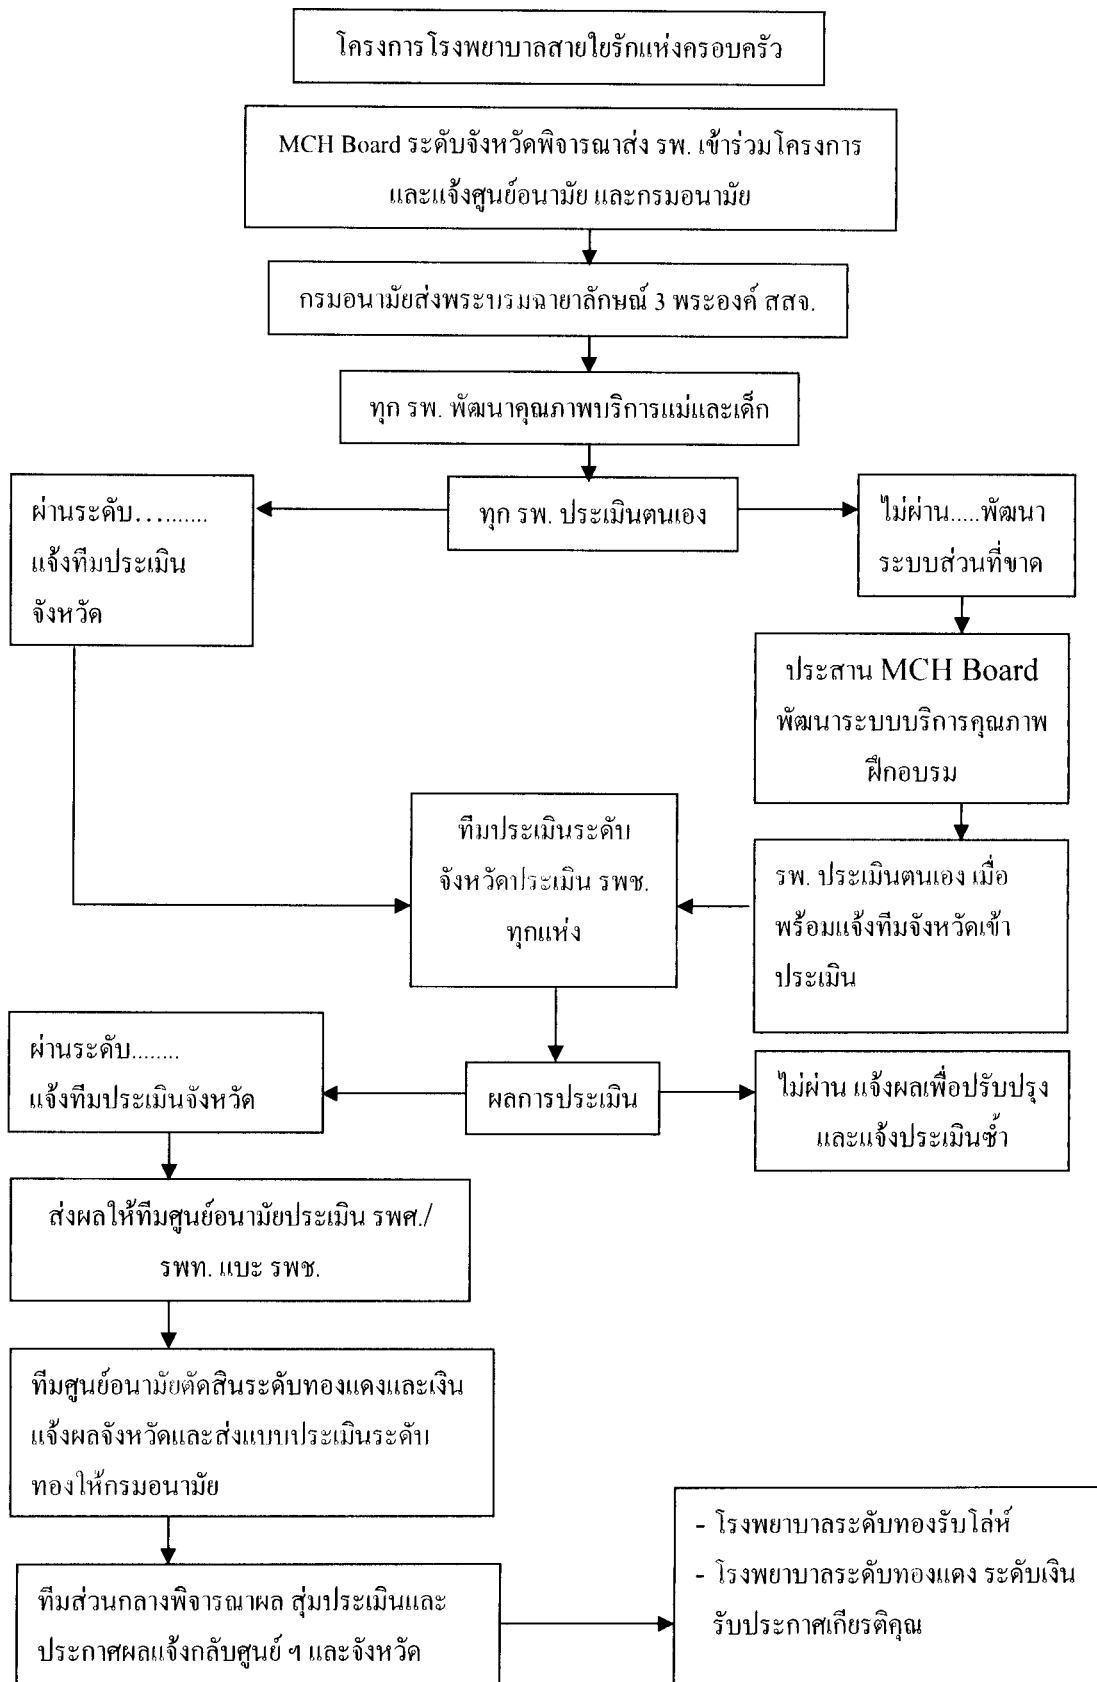 โครงการโรงพยาบาลสายใยรักแห่งครอบครัว
MCH Board ระดับจังหวัดพิจารณาส่ง รพ. เข้าร่วมโครงการ
และแจ้งศูนย์อนามัย และกรมอนามัย
กรมอนามัยส่งพระบรมฉายาลักษณ์ 3 พระองค์ สสจ.
ทุก รพ. พัฒนาคุณภาพบริการแม่และเด็ก
ทุก รพ. ประเมินตนเอง
ผ่านระดับ..........
แจ้งทีมประเมิน
จังหวัด
ไม่ผ่าน.....พัฒนา
ระบบส่วนที่ขาด
ประสาน MCH Board
พัฒนาระบบบริการคุณภาพ
ฝึกอบรม
ทีมประเมินระดับ
จังหวัดประเมิน รพช.
ทุกแห่ง
รพ. ประเมินตนเอง เมื่อ
พร้อมแจ้งทีมจังหวัดเข้า
ประเมิน
ผ่านระดับ........
แจ้งทีมประเมินจังหวัด
ผลการประเมิน
ไม่ผ่าน แจ้งผลเพื่อปรับปรุง
และแจ้งประเมินซ้ำ
ส่งผลให้ทีมศูนย์อนามัยประเมิน รพศ./
รพท. แบะ รพช.
ทีมศูนย์อนามัยตัดสินระดับทองแดงและเงิน
แจ้งผลจังหวัดและส่งแบบประเมินระดับ
ทองให้กรมอนามัย
ทีมส่วนกลางพิจารณาผล สุ่มประเมินและ
ประกาศผลแจ้งกลับศูนย์ ฯ และจังหวัด
- โรงพยาบาลระดับทองรับโล่ห์
- โรงพยาบาลระดับทองแดง ระดับเงิน
รับประกาศเกียรติคุณ